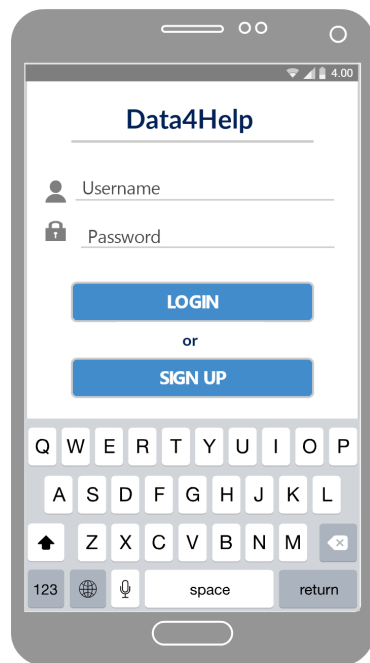 4.00
Data4Help
Username
Password
LOGIN
or
SIGN UP
Q W E R T Y U I O P
A S D F G H J K L
Z X C V B N M
123 space return